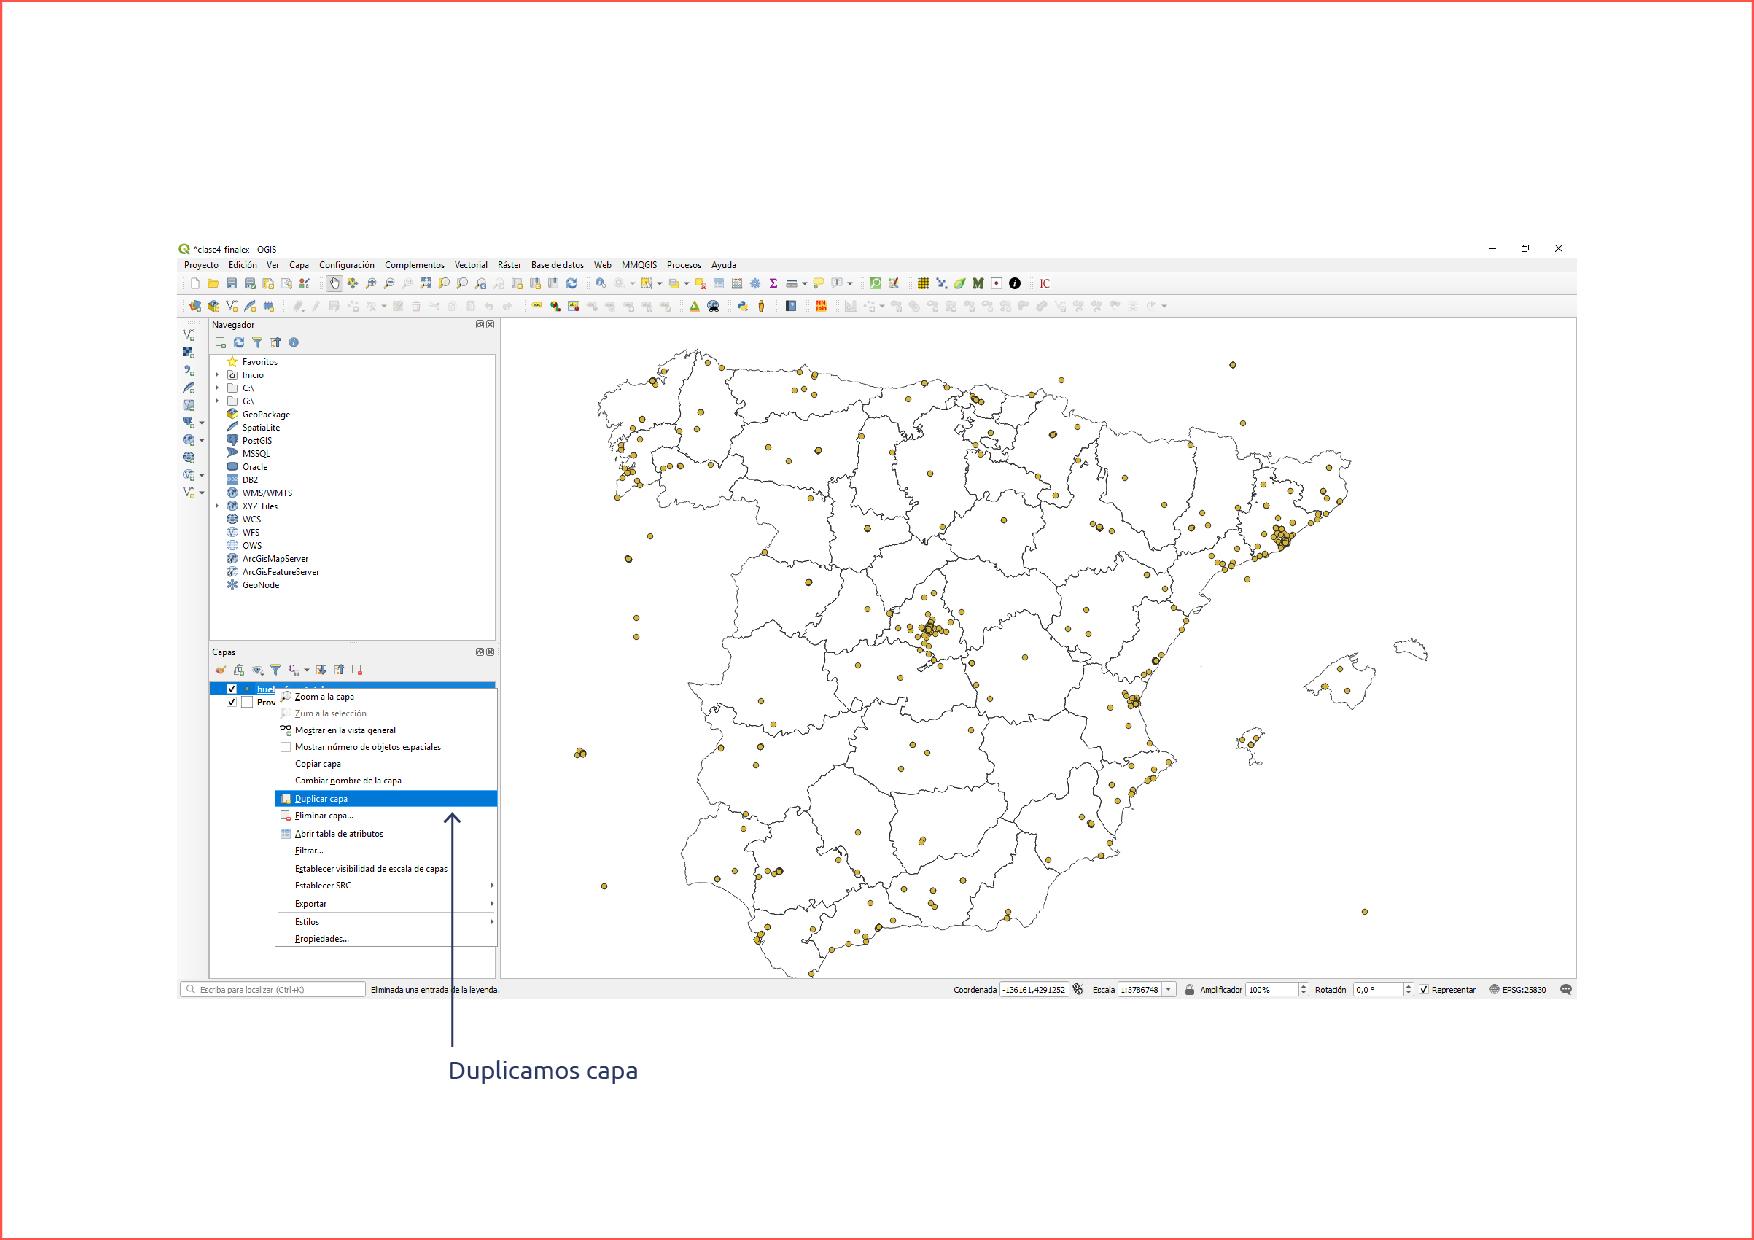 *clase4-finalex - QGIS
Proyecto Edición Ver Capa Configuración Complementos Vectorial Ráster Base de datos Web MMQGIS Procesos Ayuda
Navegador
Favoritos
Inicio
C:\
G:\
GeoPackage
SpatiaLite
PostGIS
MSSQL
Oracle
DB2
WMS/WMTS
XYZ Tiles
WCS
WFS
OWS
ArcGisMapServer
ArcGisFeatureServer
GeoNode
Capas
Prov
Zoom a la capa
Zum a la selección
Mostrar en la vista general
Mostrar número de objetos espaciales
Copiar capa
Cambiar nombre de la capa
Duplicar capa
Eliminar capa...
Abrir tabla de atributos
Filtrar...
Establecer visibilidad de escala de capas
Establecer SRC
Exportar
Estilos
Propiedades...
Escriba para localizar (Ctrl+K) Eliminada una entrada de la leyenda. Coordenada -136161,4291252 Escala 1:3786748 Amplificador 100% Rotación 0,0 ° Representar EPSG:25830
Duplicamos capa